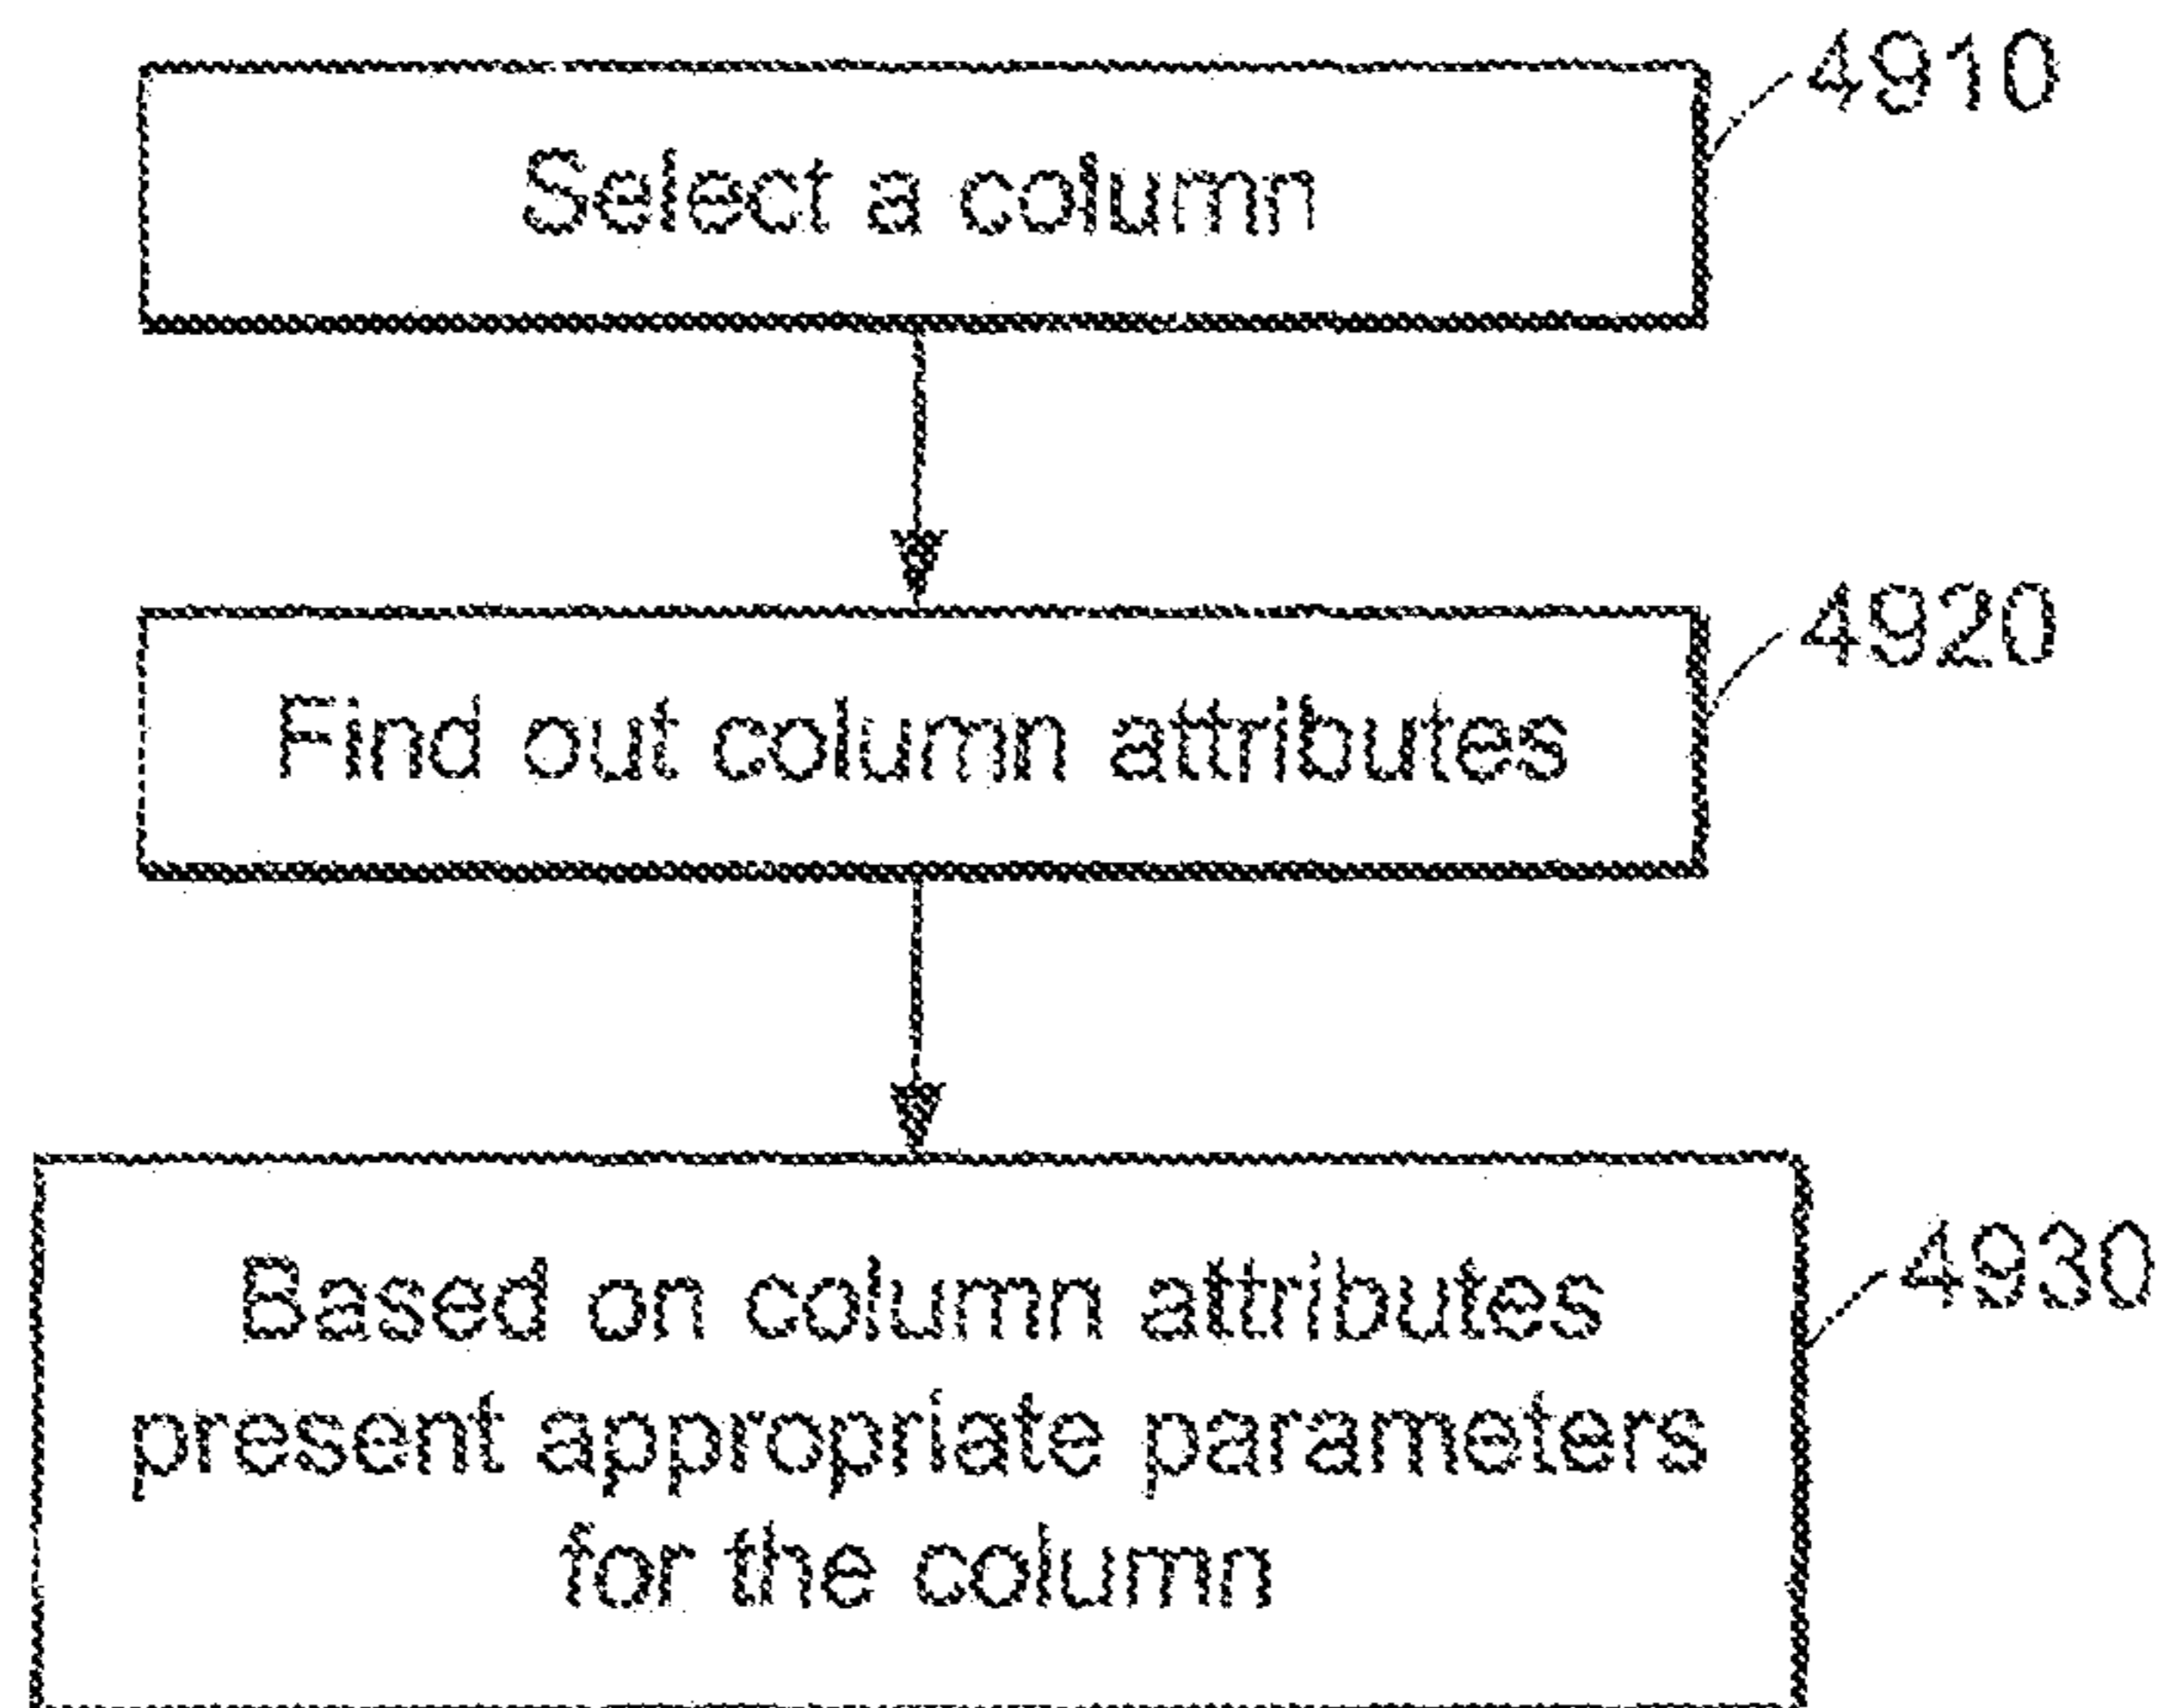 4910
Select a column
4920
Find out column attributes
4930
Based on column attributes
present appropriate parameters
for the column